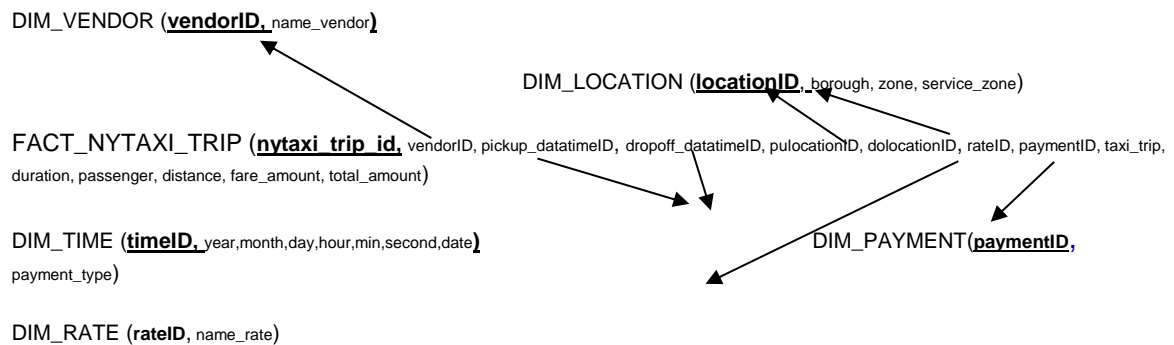 DIM_VENDOR (vendorID, name_vendor)
DIM_LOCATION (locationID, borough, zone, service_zone)
FACT_NYTAXI_TRIP (nytaxi_trip_id, vendorID, pickup_datatimeID, dropoff_datatimeID, pulocationID, dolocationID, rateID, paymentID, taxi_trip,
duration, passenger, distance, fare_amount, total_amount)
DIM_TIME (timeID, year,month,day,hour,min,second,date) DIM_PAYMENT(paymentID,
payment_type)
DIM_RATE (rateID, name_rate)